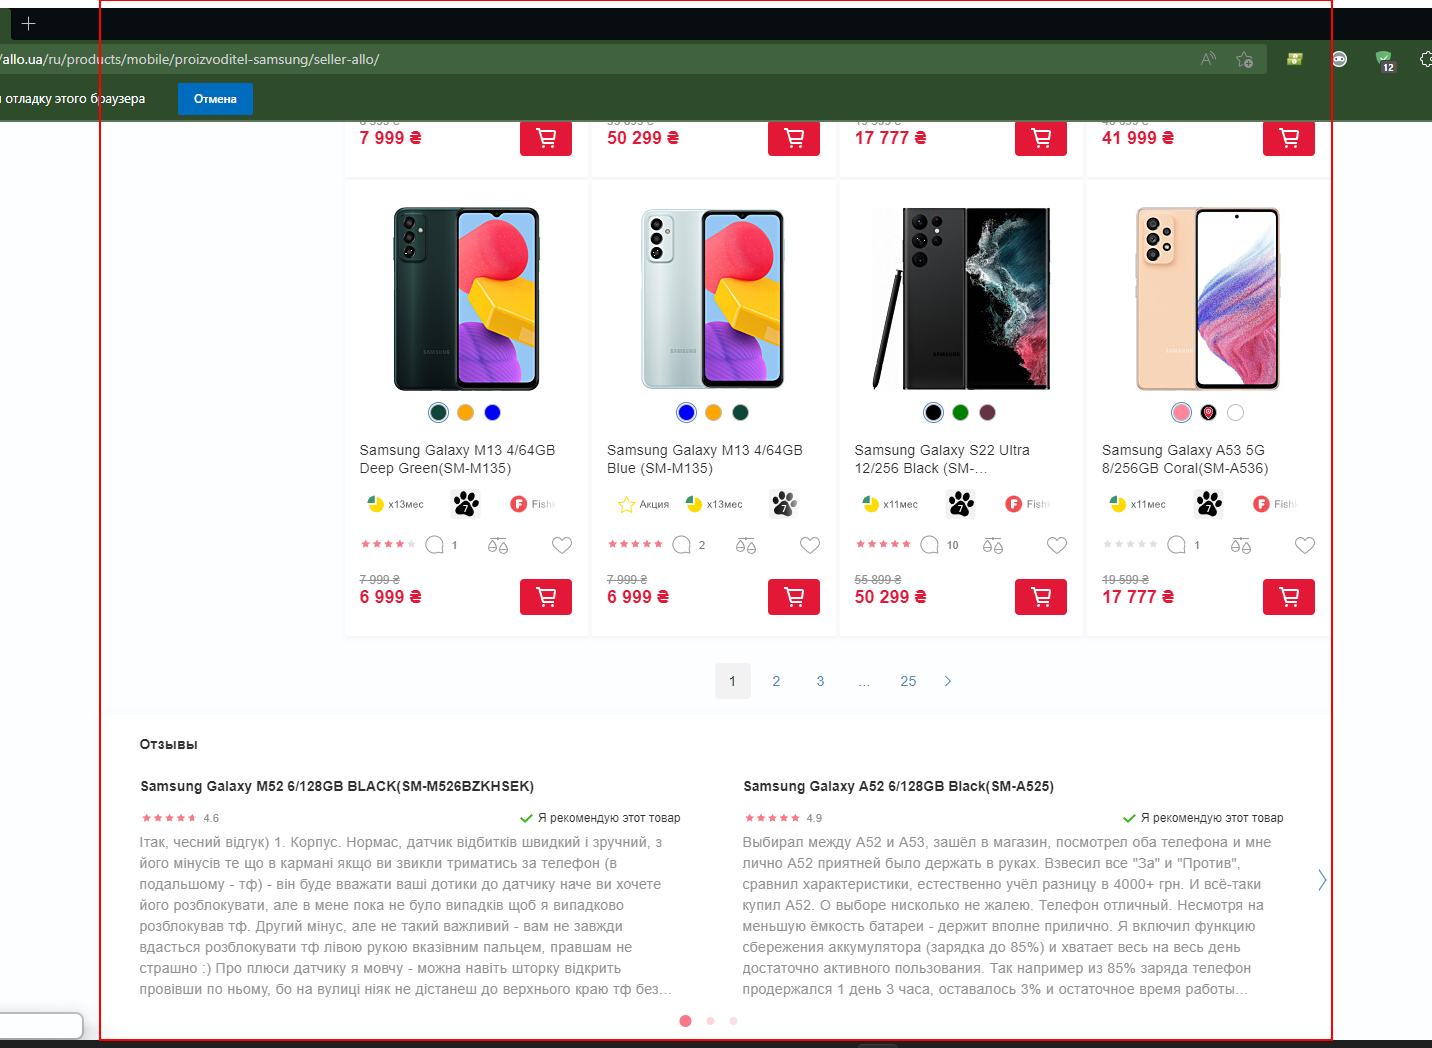 /allo.ua/ru/products/mobile/proizvoditel-samsung/seller-allo/
12
отладку этого браузера
Отмена
7 999 ₴
50 299 ₴
17 777 ₴
41 999 ₴
Samsung Galaxy M13 4/64GB
Deep Green(SM-M135)
Samsung Galaxy M13 4/64GB
Blue (SM-M135)
Samsung Galaxy S22 Ultra
12/256 Black (SM-...
Samsung Galaxy A53 5G
8/256GB Coral(SM-A536)
x13мес
7
F Fishk
Акция
x13мес
7
x11мес
7
F Fishk
x11мес
7
F Fishk
1
2
10
1
7 999 ₴
6 999 ₴
7 999 ₴
6 999 ₴
55 899 ₴
50 299 ₴
19 599 ₴
17 777 ₴
1 2 3 ... 25
Отзывы
Samsung Galaxy M52 6/128GB BLACK(SM-M526BZKHSEK)
4.6
Я рекомендую этот товар
Ітак, чесний відгук) 1. Корпус. Нормас, датчик відбитків швидкий і зручний, з
його мінусів те що в кармані якщо ви звикли триматись за телефон (в
подальшому - тф) - він буде вважати ваші дотики до датчику наче ви хочете
його розблокувати, але в мене пока не було випадків щоб я випадково
розблокував тф. Другий мінус, але не такий важливий - вам не завжди
вдасться розблокувати тф лівою рукою вказівним пальцем, правшам не
страшно :) Про плюси датчику я мовчу - можна навіть шторку відкрить
провівши по ньому, бо на вулиці ніяк не дістанеш до верхнього краю тф без...
Samsung Galaxy A52 6/128GB Black(SM-A525)
4.9
Я рекомендую этот товар
Выбирал между А52 и А53, зашёл в магазин, посмотрел оба телефона и мне
лично А52 приятней было держать в руках. Взвесил все "За" и "Против",
сравнил характеристики, естественно учёл разницу в 4000+ грн. И всё-таки
купил А52. О выборе нисколько не жалею. Телефон отличный. Несмотря на
меньшую ёмкость батареи - держит вполне прилично. Я включил функцию
сбережения аккумулятора (зарядка до 85%) и хватает весь на весь день
достаточно активного пользования. Так например из 85% заряда телефон
продержался 1 день 3 часа, оставалось 3% и остаточное время работы...